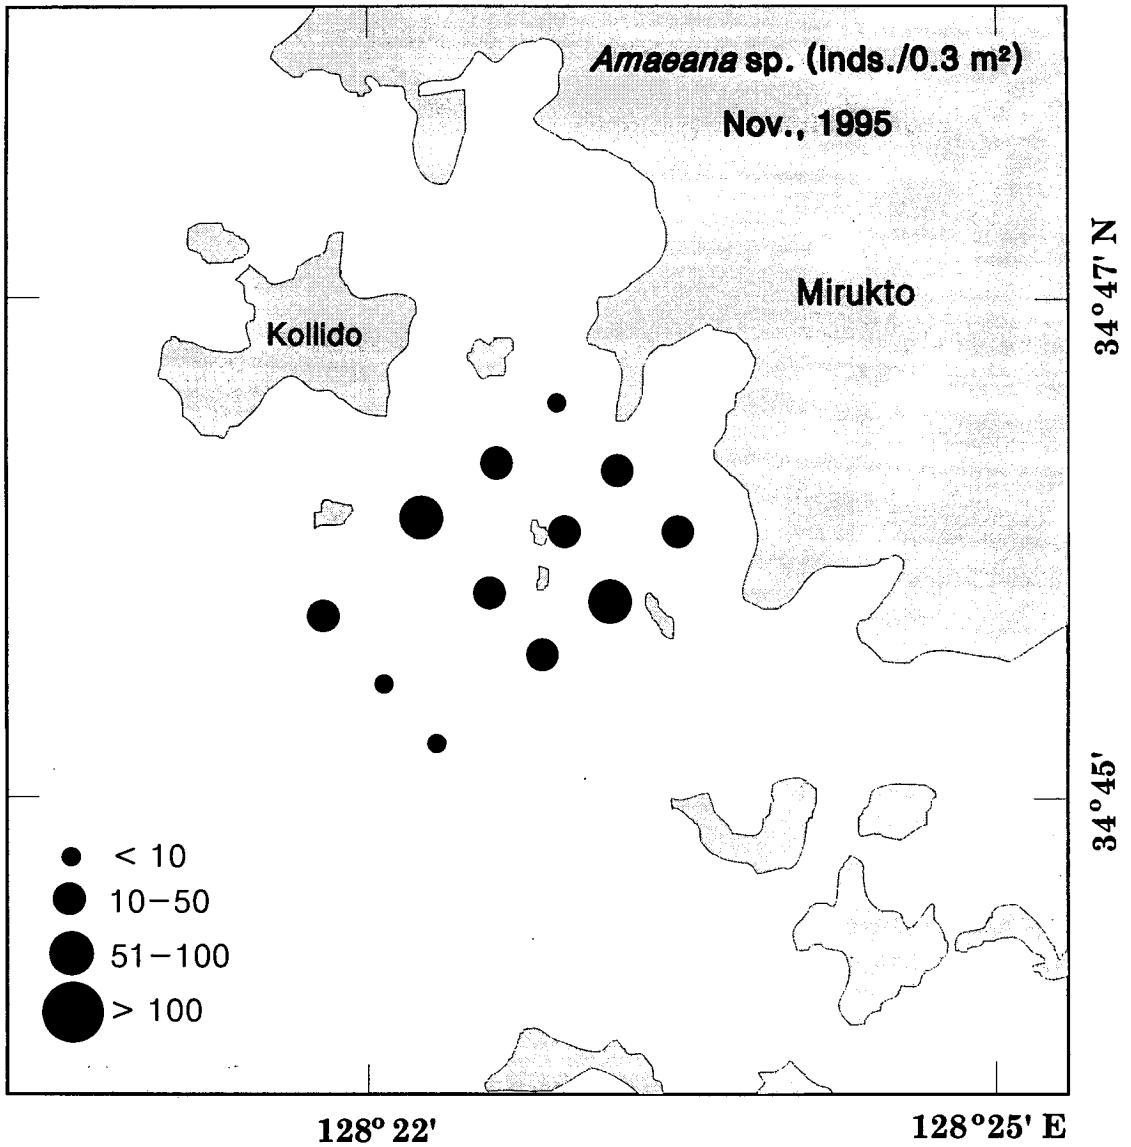 Amaeana sp. (Inds./0.3 m²)
Nov., 1995
34°47' N
Mirukto
Kollido
34°45'
< 10
10-50
51-100
> 100
128° 22'
128°25' E